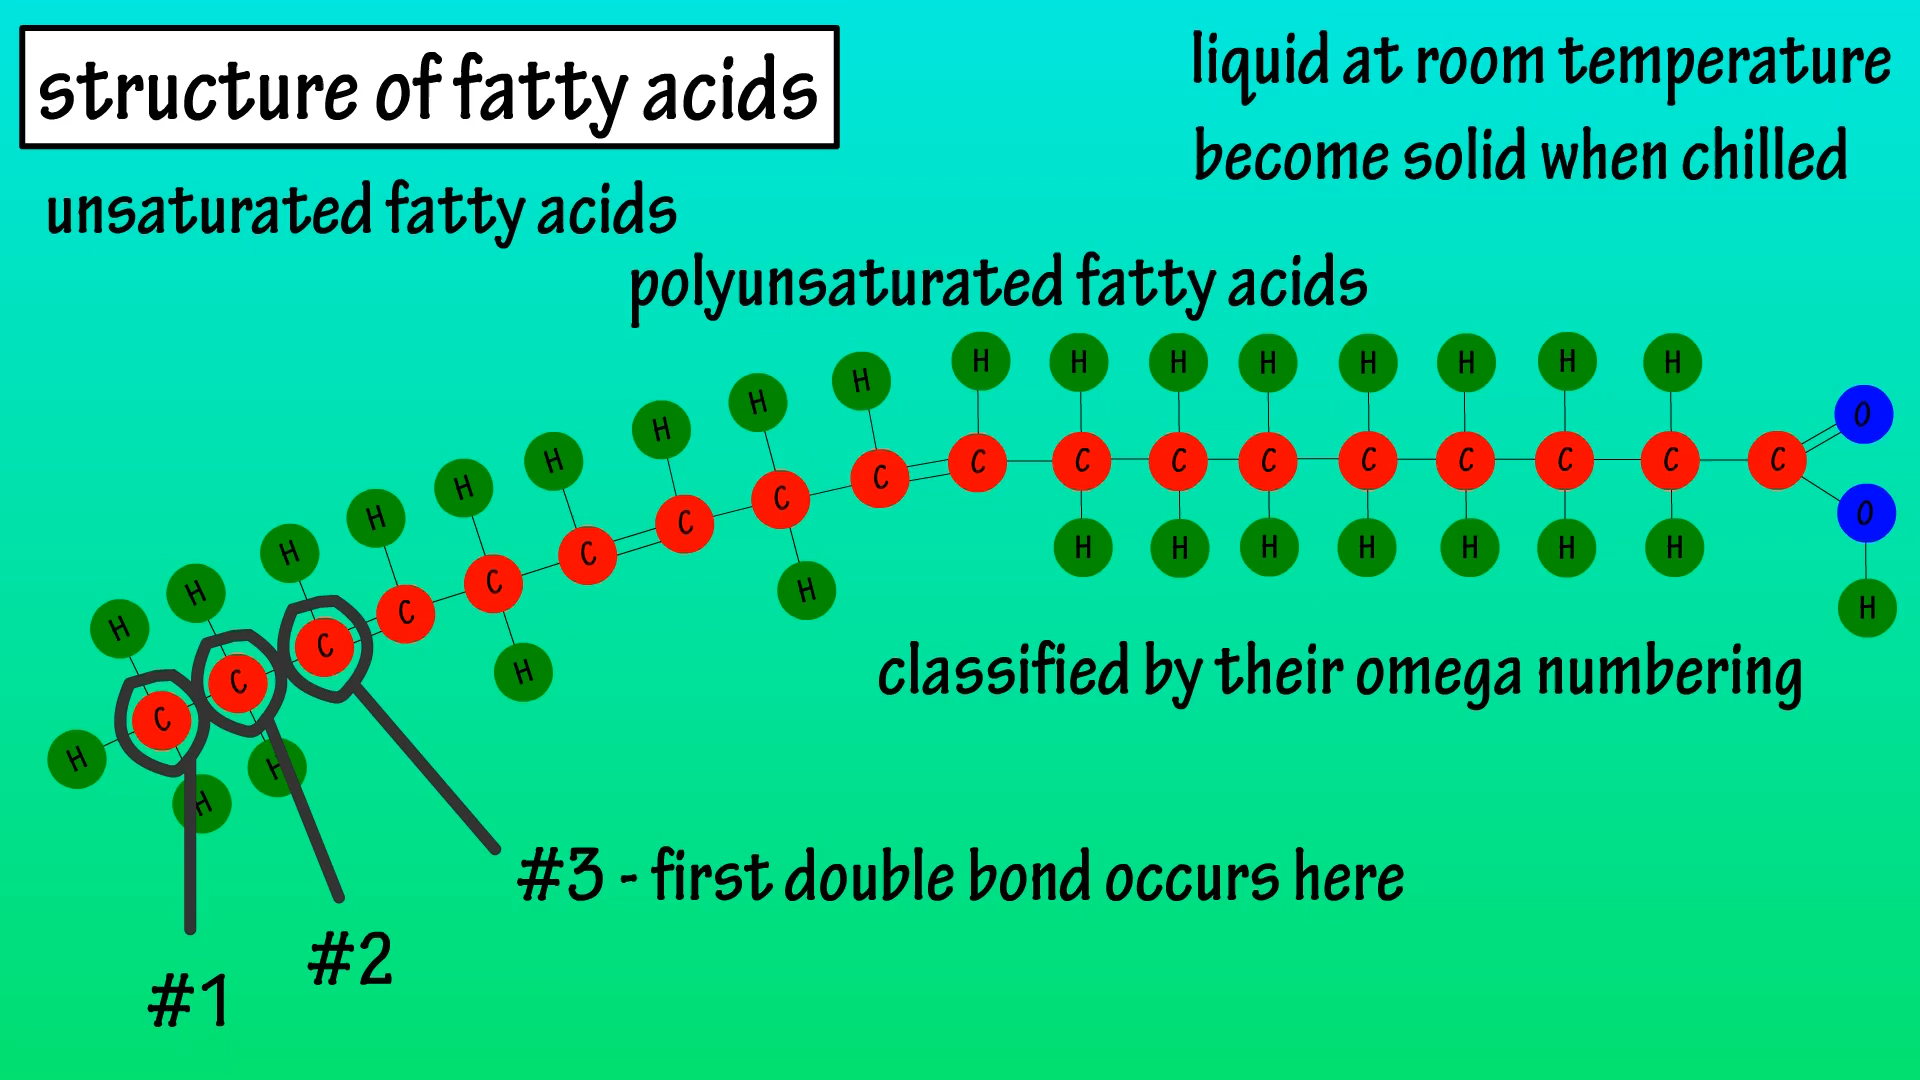 structure of fatty acids
liquid at room temperature
become solid when chilled
unsaturated fatty acids
polyunsaturated fatty acids
H H H H H H H H
H H H H H H H H
C C C C C C C C C C C C C C C C C C
O
O
H
H H H H H H H H H
H H H H
classified by their omega numbering
#3 - first double bond occurs here
#2
#1